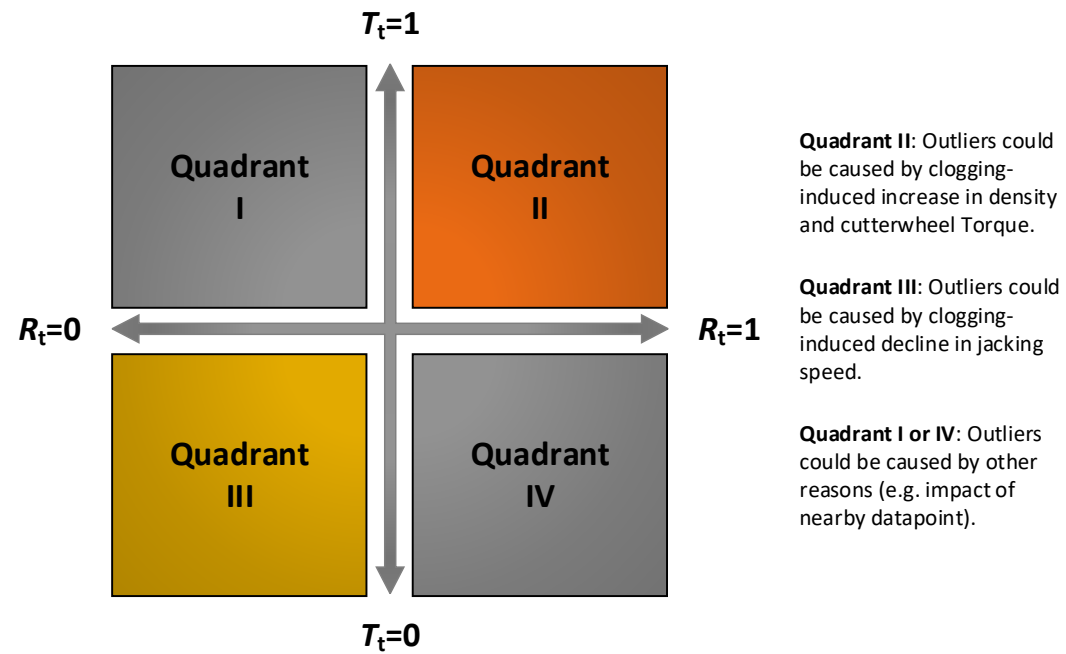 Tt=1
Quadrant
I
Quadrant
II
Rt=0
Rt=1
Quadrant
III
Quadrant
IV
Tt=0
Quadrant II: Outliers could
be caused by clogging-
induced increase in density
and cutterwheel Torque.
Quadrant III: Outliers could
be caused by clogging-
induced decline in jacking
speed.
Quadrant I or IV: Outliers
could be caused by other
reasons (e.g. impact of
nearby datapoint).